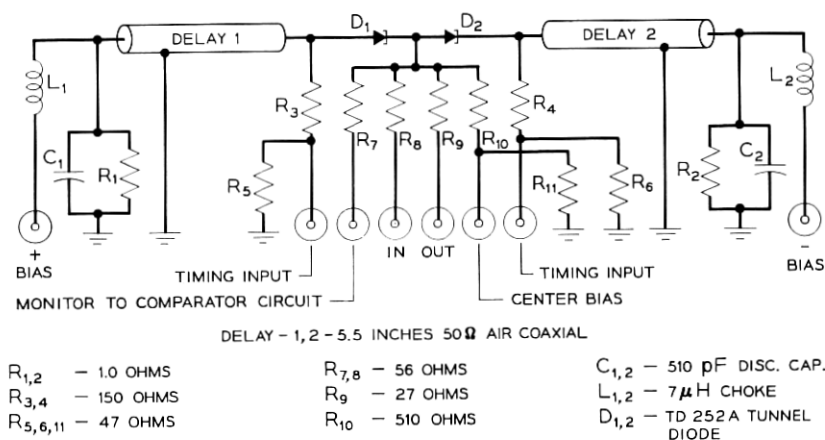 D1 D2
DELAY 1 DELAY 2
L1 L2
R3 R4
R7 R8 R9 R10
C1 R1 R5 R11 R6 R2 C2
+ BIAS
− BIAS
IN OUT
TIMING INPUT TIMING INPUT
MONITOR TO COMPARATOR CIRCUIT CENTER BIAS
DELAY - 1,2 - 5.5 INCHES 50Ω AIR COAXIAL
R1,2 - 1.0 OHMS
R3,4 - 150 OHMS
R5,6,11 - 47 OHMS
R7,8 - 56 OHMS
R9 - 27 OHMS
R10 - 510 OHMS
C1,2 - 510 pF DISC. CAP.
L1,2 - 7μH CHOKE
D1,2 - TD 252A TUNNEL
DIODE